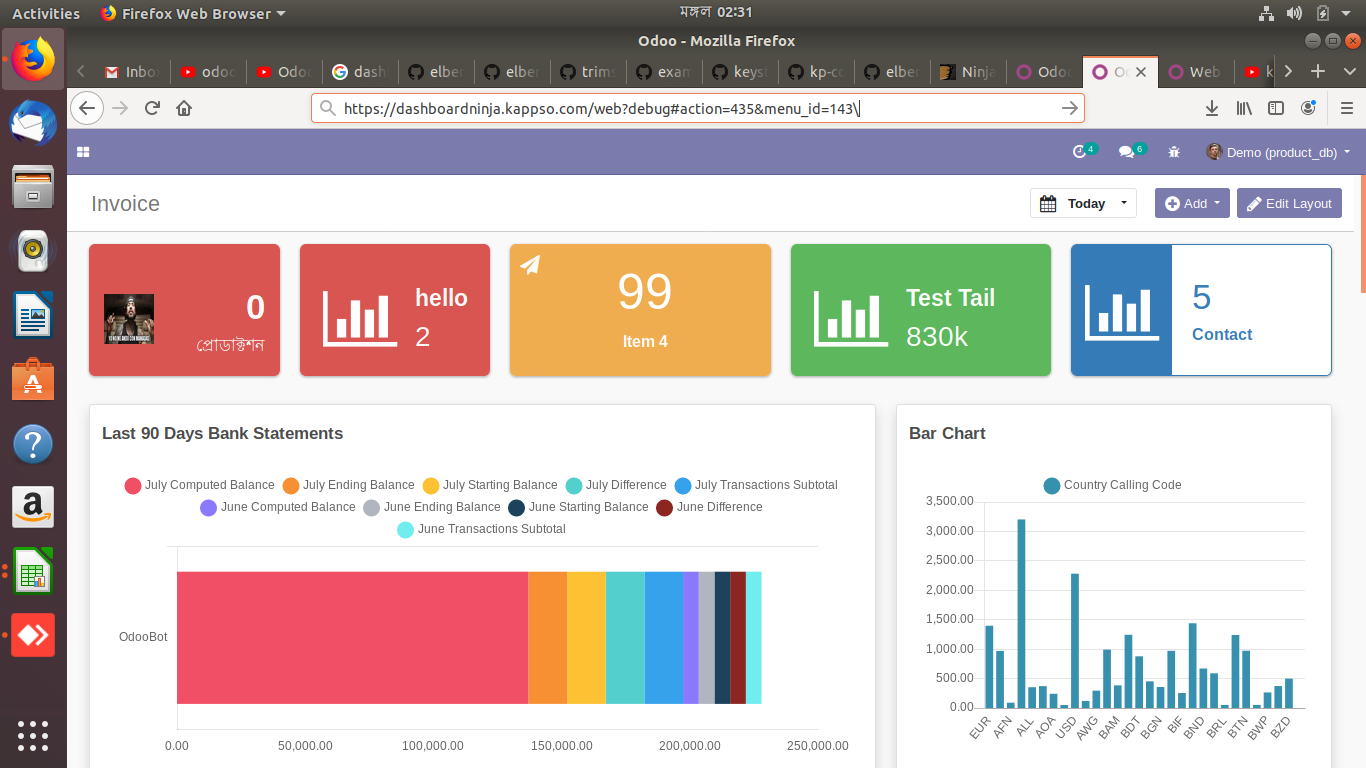 Activities
Firefox Web Browser
মঙ্গল 02:31
Odoo - Mozilla Firefox
Inbo
odoo
Odoo
dash
elber
elber
trims
exam
keyst
kp-co
elber
Ninja
Odoo
Web
https://dashboardninja.kappso.com/web?debug#action=435&menu_id=143\
4
6
Demo (product_db)
Invoice
Today
Add
Edit Layout
0
প্রোডাক্টশন
hello
2
99
Item 4
Test Tail
830k
5
Contact
Last 90 Days Bank Statements
July Computed Balance July Ending Balance July Starting Balance July Difference July Transactions Subtotal
June Computed Balance June Ending Balance June Starting Balance June Difference
June Transactions Subtotal
OdooBot
0.00 50,000.00 100,000.00 150,000.00 200,000.00 250,000.00
Bar Chart
Country Calling Code
3,500.00
3,000.00
2,500.00
2,000.00
1,500.00
1,000.00
500.00
0.00
EUR AFN ALL AOA USD AWG BAM BDT BGN BIF BND BRL BTN BWP BZD